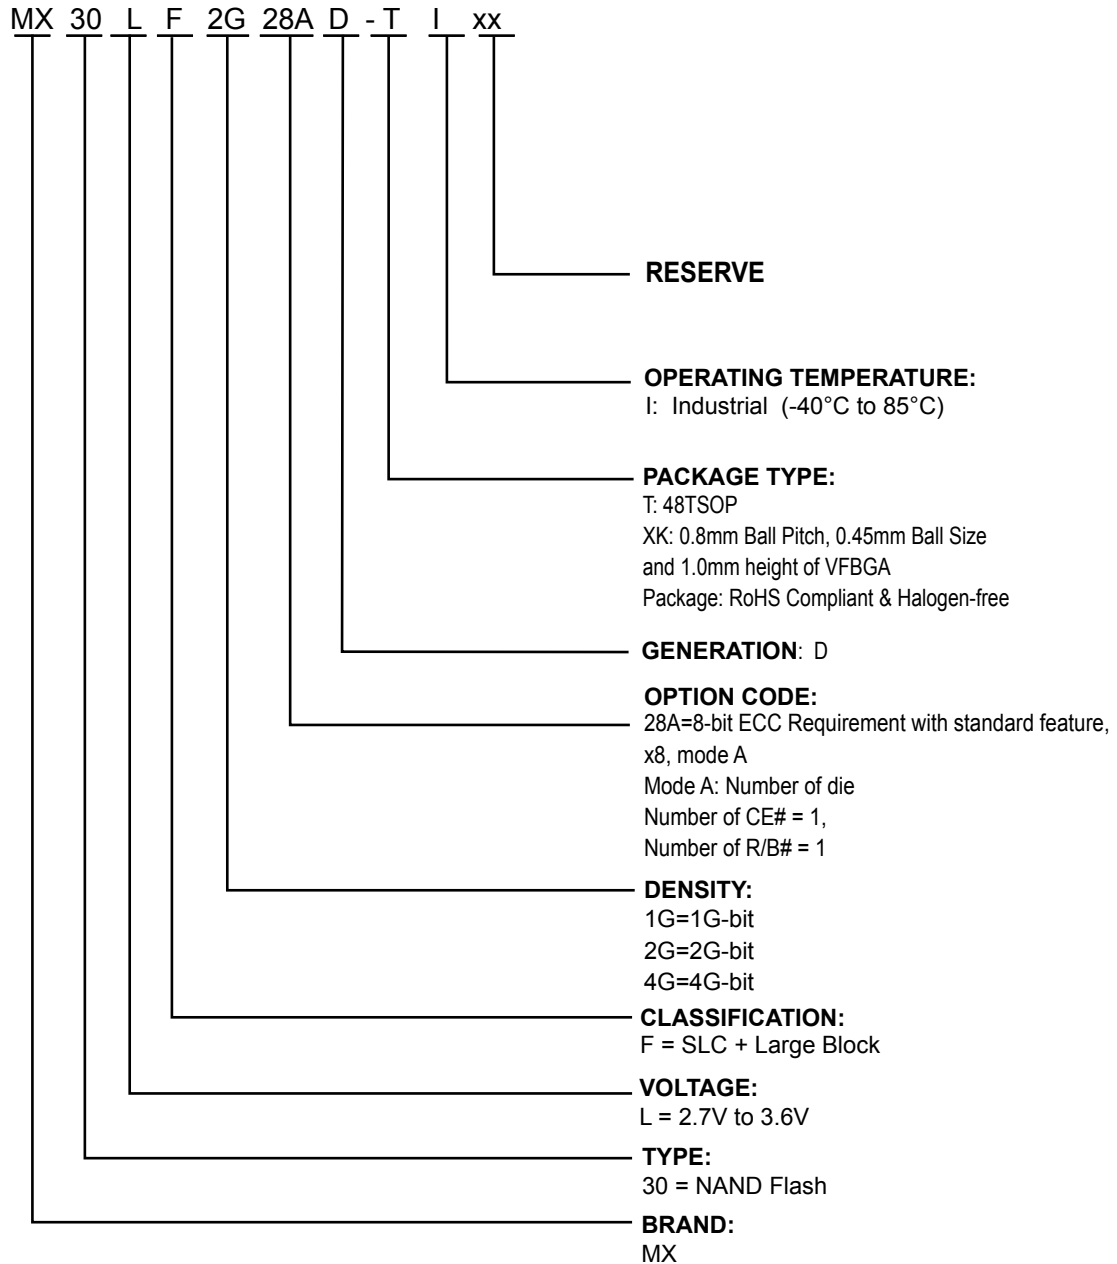 MX 30 L F 2G 28A D - T I xx
RESERVE
OPERATING TEMPERATURE:
I: Industrial (-40°C to 85°C)
PACKAGE TYPE:
T: 48TSOP
XK: 0.8mm Ball Pitch, 0.45mm Ball Size
and 1.0mm height of VFBGA
Package: RoHS Compliant & Halogen-free
GENERATION: D
OPTION CODE:
28A=8-bit ECC Requirement with standard feature,
x8, mode A
Mode A: Number of die
Number of CE# = 1,
Number of R/B# = 1
DENSITY:
1G=1G-bit
2G=2G-bit
4G=4G-bit
CLASSIFICATION:
F = SLC + Large Block
VOLTAGE:
L = 2.7V to 3.6V
TYPE:
30 = NAND Flash
BRAND:
MX